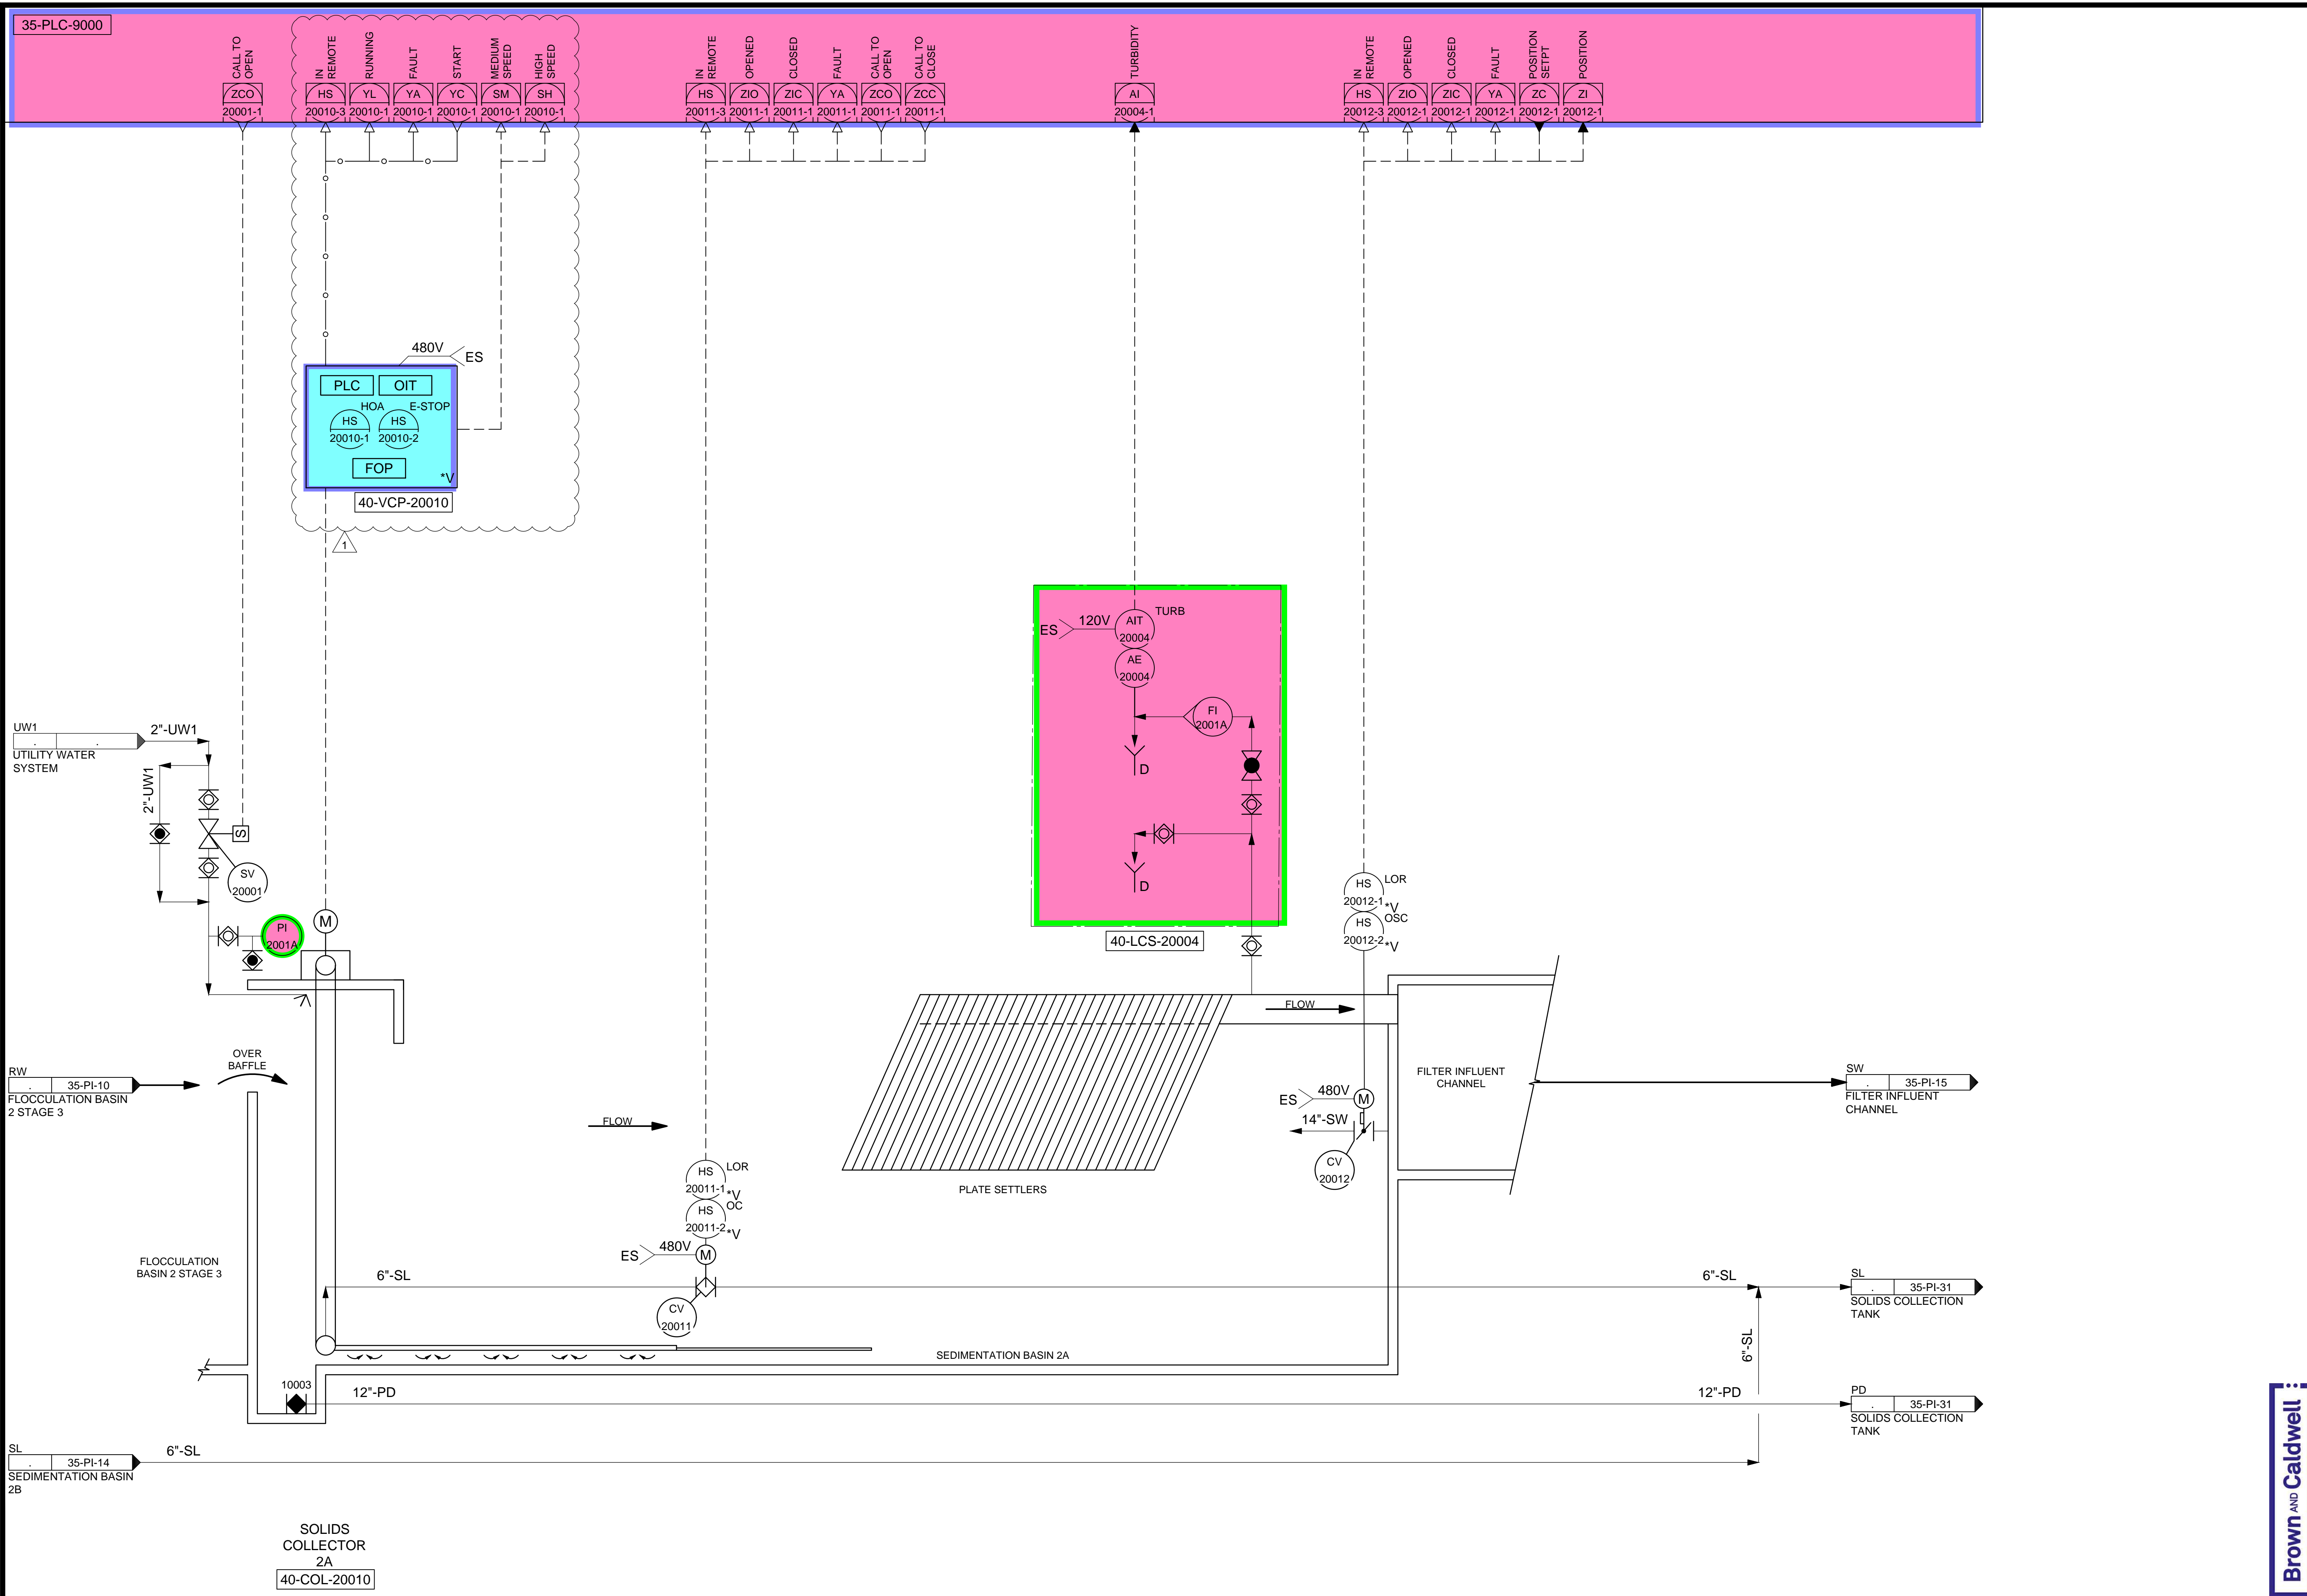 35-PLC-9000
CALL TO
OPEN
IN
REMOTE
RUNNING
FAULT
START
MEDIUM
SPEED
HIGH
SPEED
IN
REMOTE
OPENED
CLOSED
FAULT
CALL TO
OPEN
CALL TO
CLOSE
TURBIDITY
IN
REMOTE
OPENED
CLOSED
FAULT
POSITION
SETPT
POSITION
ZCO HS YL YA YC SM SH HS ZIO ZIC YA ZCO ZCC AI HS ZIO ZIC YA ZC ZI
20001-1 20010-3 20010-1 20010-1 20010-1 20010-1 20010-1 20011-3 20011-1 20011-1 20011-1 20011-1 20011-1 20004-1 20012-3 20012-1 20012-1 20012-1 20012-1 20012-1
480V
ES
PLC OIT
HOA E-STOP
HS HS
20010-1 20010-2
FOP
*V
40-VCP-20010
1
TURB
ES 120V AIT
20004
AE
20004
FI
2001A
D
D
40-LCS-20004
UW1
. .
UTILITY WATER
SYSTEM
2"-UW1
2"-UW1
S
SV
20001
PI
2001A
M
HS LOR
20012-1 *V
HS OSC
20012-2 *V
FLOW
OVER
BAFFLE
RW
. 35-PI-10
FLOCCULATION BASIN
2 STAGE 3
FLOW
FILTER INFLUENT
CHANNEL
SW
. 35-PI-15
FILTER INFLUENT
CHANNEL
ES 480V M
14"-SW
CV
20012
PLATE SETTLERS
HS LOR
20011-1 *V
HS OC
20011-2 *V
ES 480V M
CV
20011
FLOCCULATION
BASIN 2 STAGE 3
6"-SL
6"-SL
SL
. 35-PI-31
SOLIDS COLLECTION
TANK
6"-SL
SEDIMENTATION BASIN 2A
10003
12"-PD
12"-PD
PD
. 35-PI-31
SOLIDS COLLECTION
TANK
SL
. 35-PI-14
SEDIMENTATION BASIN
2B
6"-SL
SOLIDS
COLLECTOR
2A
40-COL-20010
Brown AND Caldwell